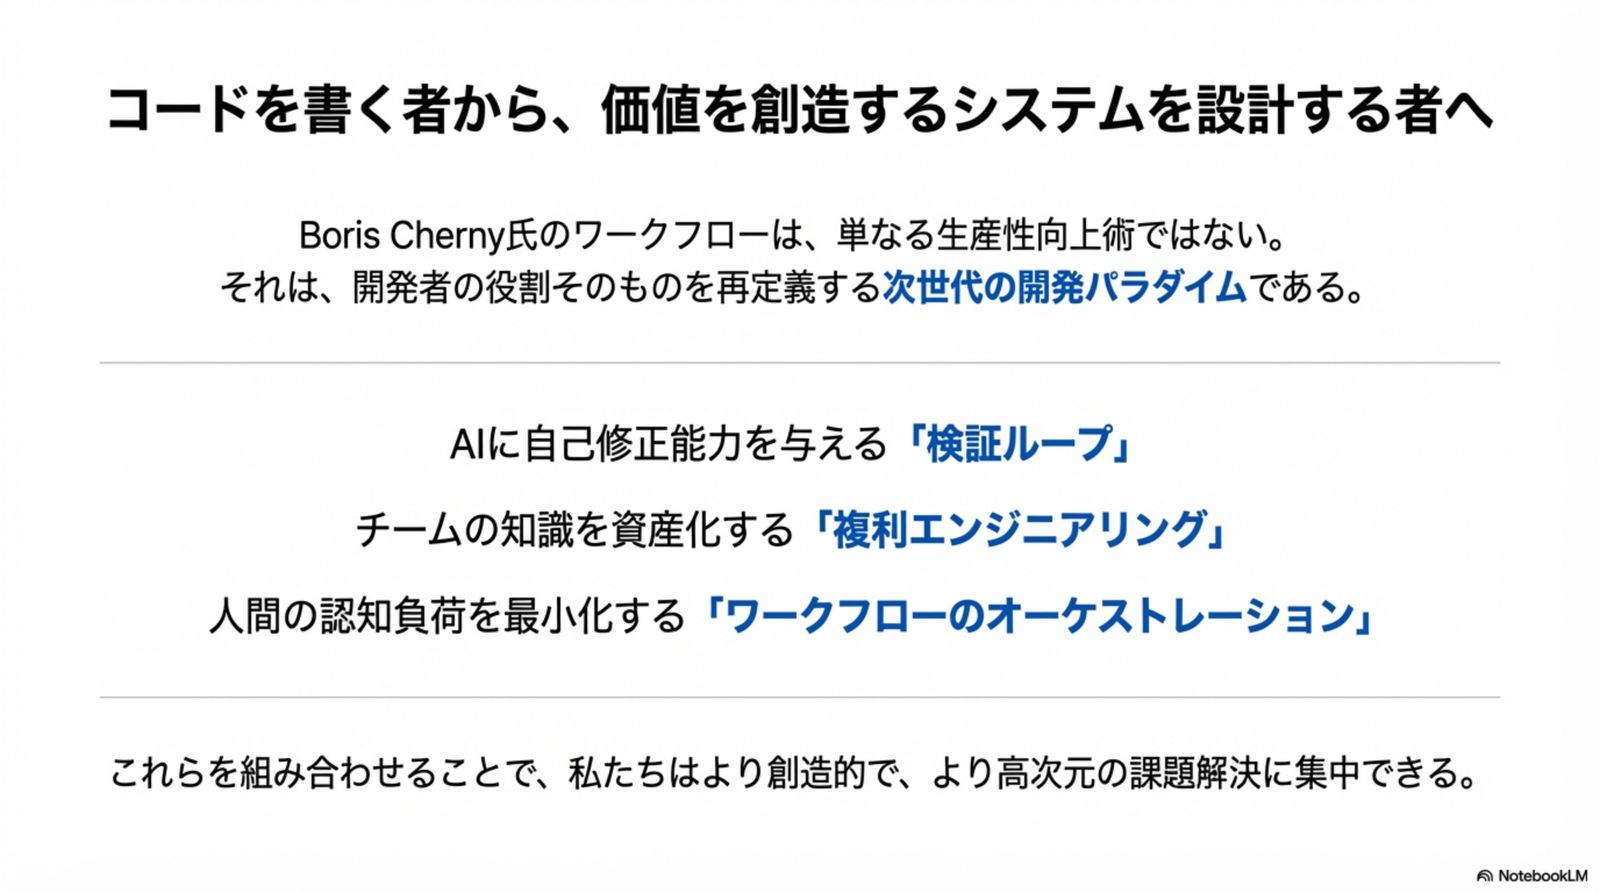 コードを書く者から、価値を創造するシステムを設計する者へ
Boris Cherny氏のワークフローは、単なる生産性向上術ではない。
それは、開発者の役割そのものを再定義する次世代の開発パラダイムである。
AIに自己修正能力を与える「検証ループ」
チームの知識を資産化する「複利エンジニアリング」
人間の認知負荷を最小化する「ワークフローのオーケストレーション」
これらを組み合わせることで、私たちはより創造的で、より高次元の課題解決に集中できる。
NotebookLM